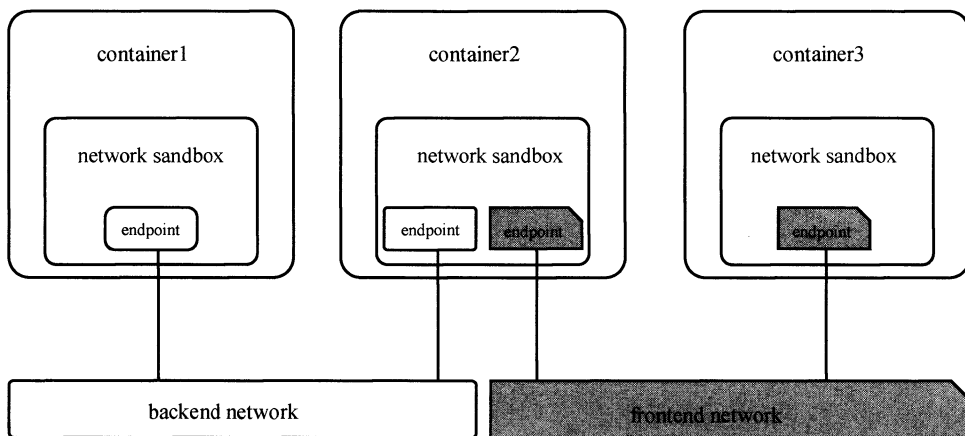 container1
container2
container3
network sandbox
network sandbox
network sandbox
endpoint
endpoint
endpoint
endpoint
backend network
frontend network